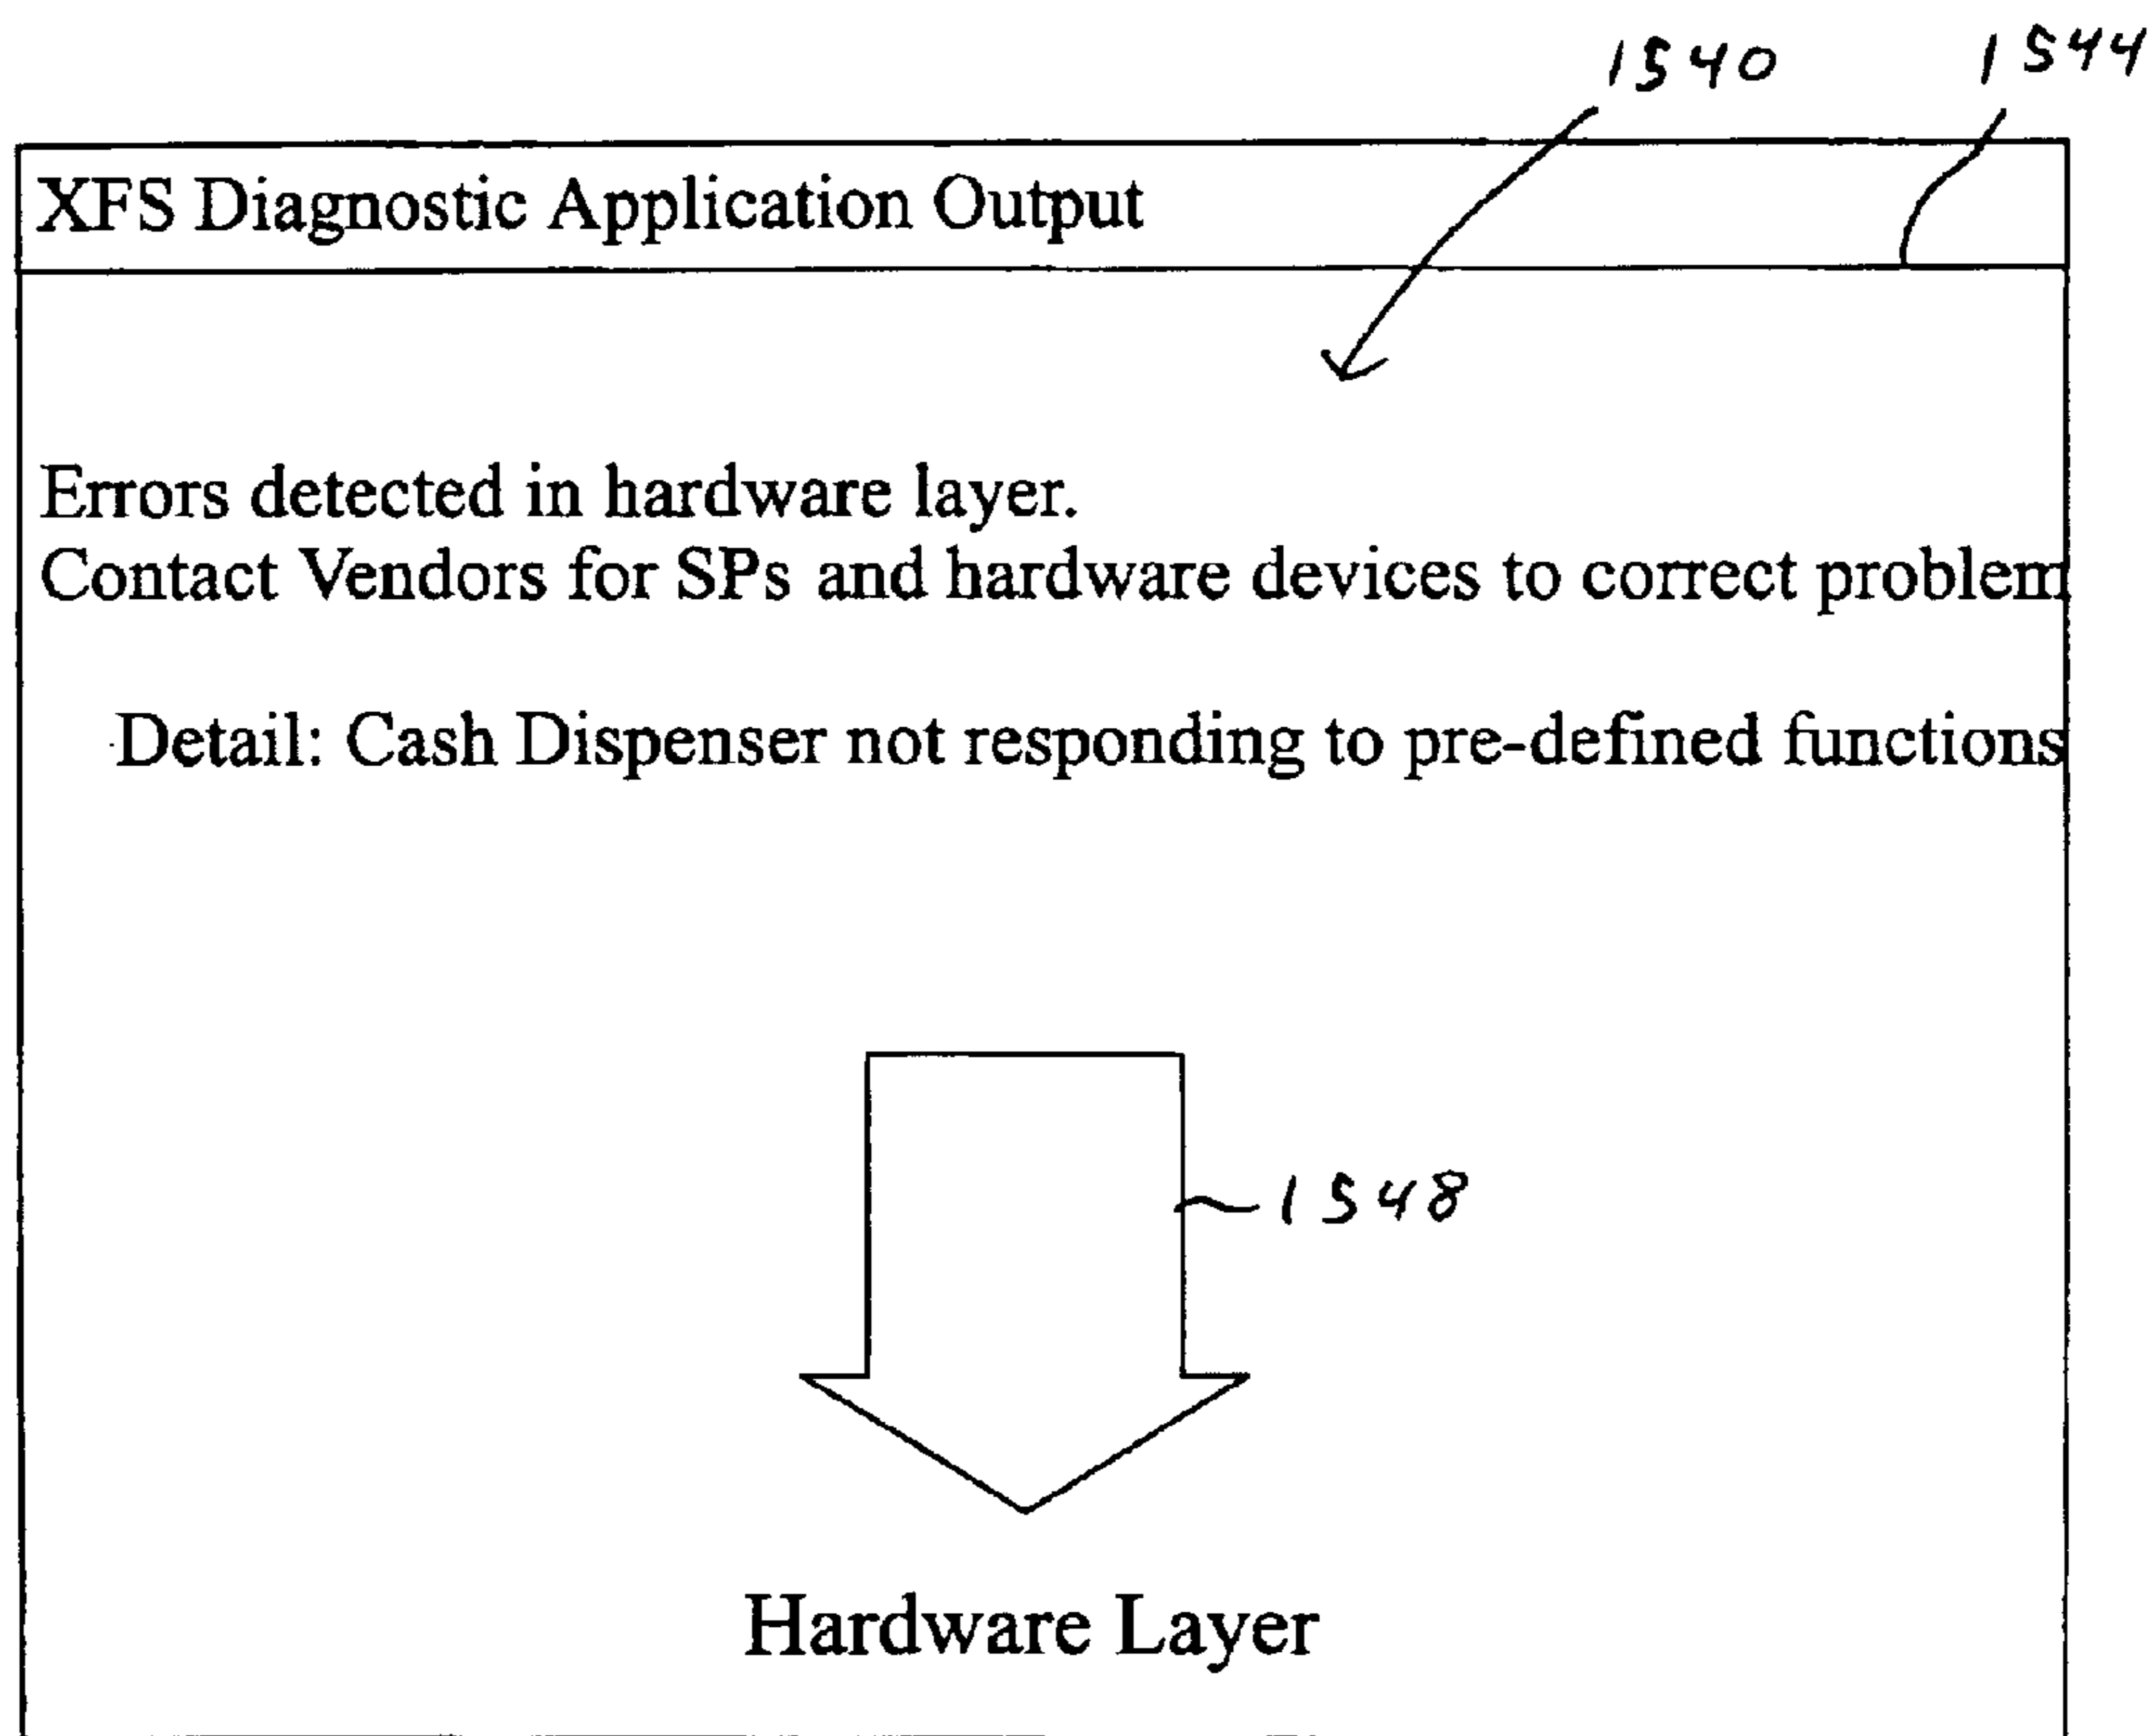 1540
1544
XFS Diagnostic Application Output
Errors detected in hardware layer.
Contact Vendors for SPs and hardware devices to correct problem
Detail: Cash Dispenser not responding to pre-defined functions
1548
Hardware Layer